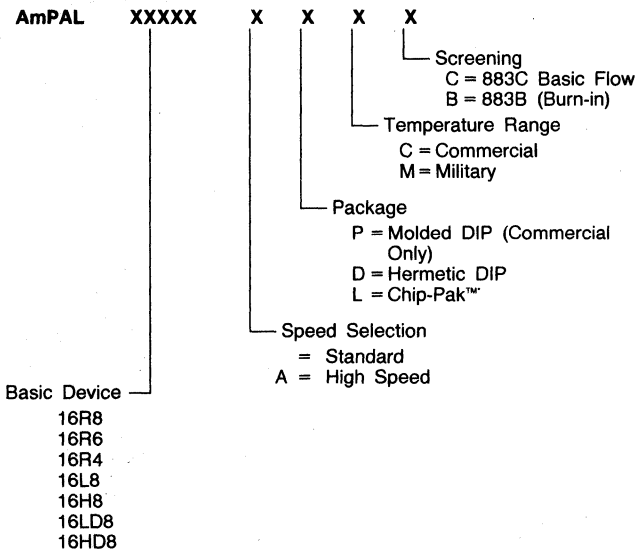 AmPAL XXXXX X X X X
Screening
C = 883C Basic Flow
B = 883B (Burn-in)
Temperature Range
C = Commercial
M = Military
Package
P = Molded DIP (Commercial
Only)
D = Hermetic DIP
L = Chip-Pak™
Speed Selection
= Standard
A = High Speed
Basic Device
16R8
16R6
16R4
16L8
16H8
16LD8
16HD8